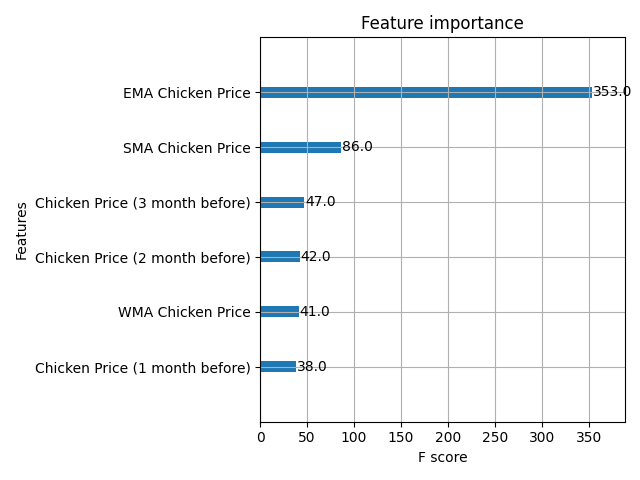 Feature importance
Features
EMA Chicken Price
353.0
SMA Chicken Price
86.0
Chicken Price (3 month before)
47.0
Chicken Price (2 month before)
42.0
WMA Chicken Price
41.0
Chicken Price (1 month before)
38.0
0 50 100 150 200 250 300 350
F score